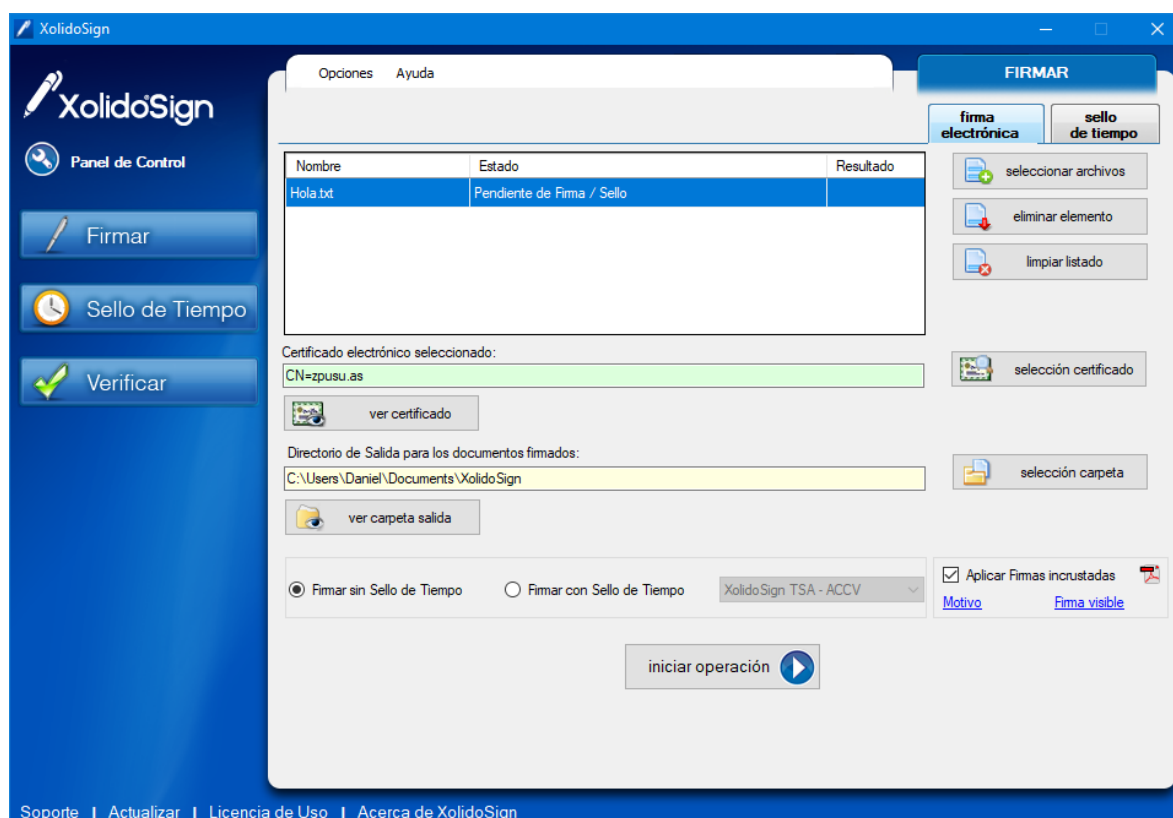 XolidoSign
XolidoSign
Panel de Control
Firmar
Sello de Tiempo
Verificar
Opciones Ayuda
FIRMAR
firma electrónica
sello de tiempo
Nombre Estado Resultado
Hola.txt Pendiente de Firma / Sello
seleccionar archivos
eliminar elemento
limpiar listado
Certificado electrónico seleccionado:
CN=zpusu.as
selección certificado
ver certificado
Directorio de Salida para los documentos firmados:
C:\Users\Daniel\Documents\XolidoSign
selección carpeta
ver carpeta salida
Firmar sin Sello de Tiempo Firmar con Sello de Tiempo XolidoSign TSA - ACCV
Aplicar Firmas incrustadas
Motivo Firma visible
iniciar operación
Soporte | Actualizar | Licencia de Uso | Acerca de XolidoSign